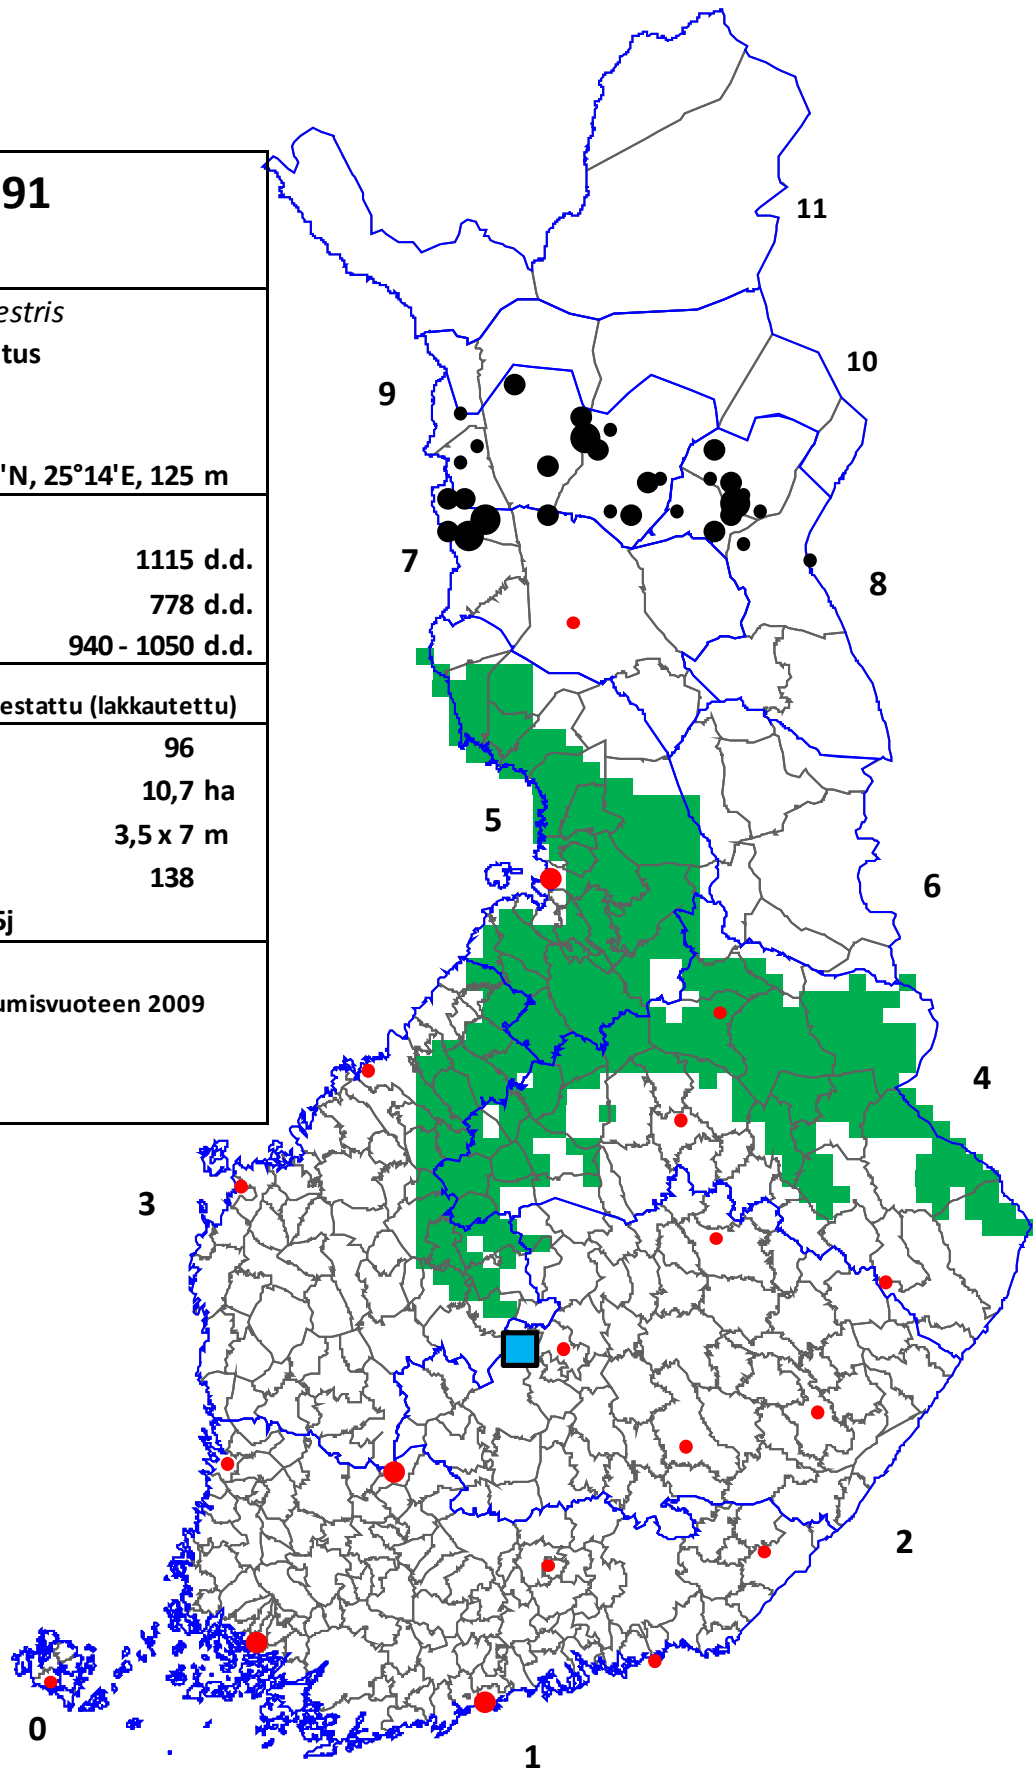 91
estris
tus
'N, 25°14'E, 125 m
1115 d.d.
778 d.d.
940 - 1050 d.d.
estattu (lakkautettu)
96
10,7 ha
3,5 x 7 m
138
5j
umisvuoteen 2009
11
10
9
7
8
5
6
4
3
2
0
1